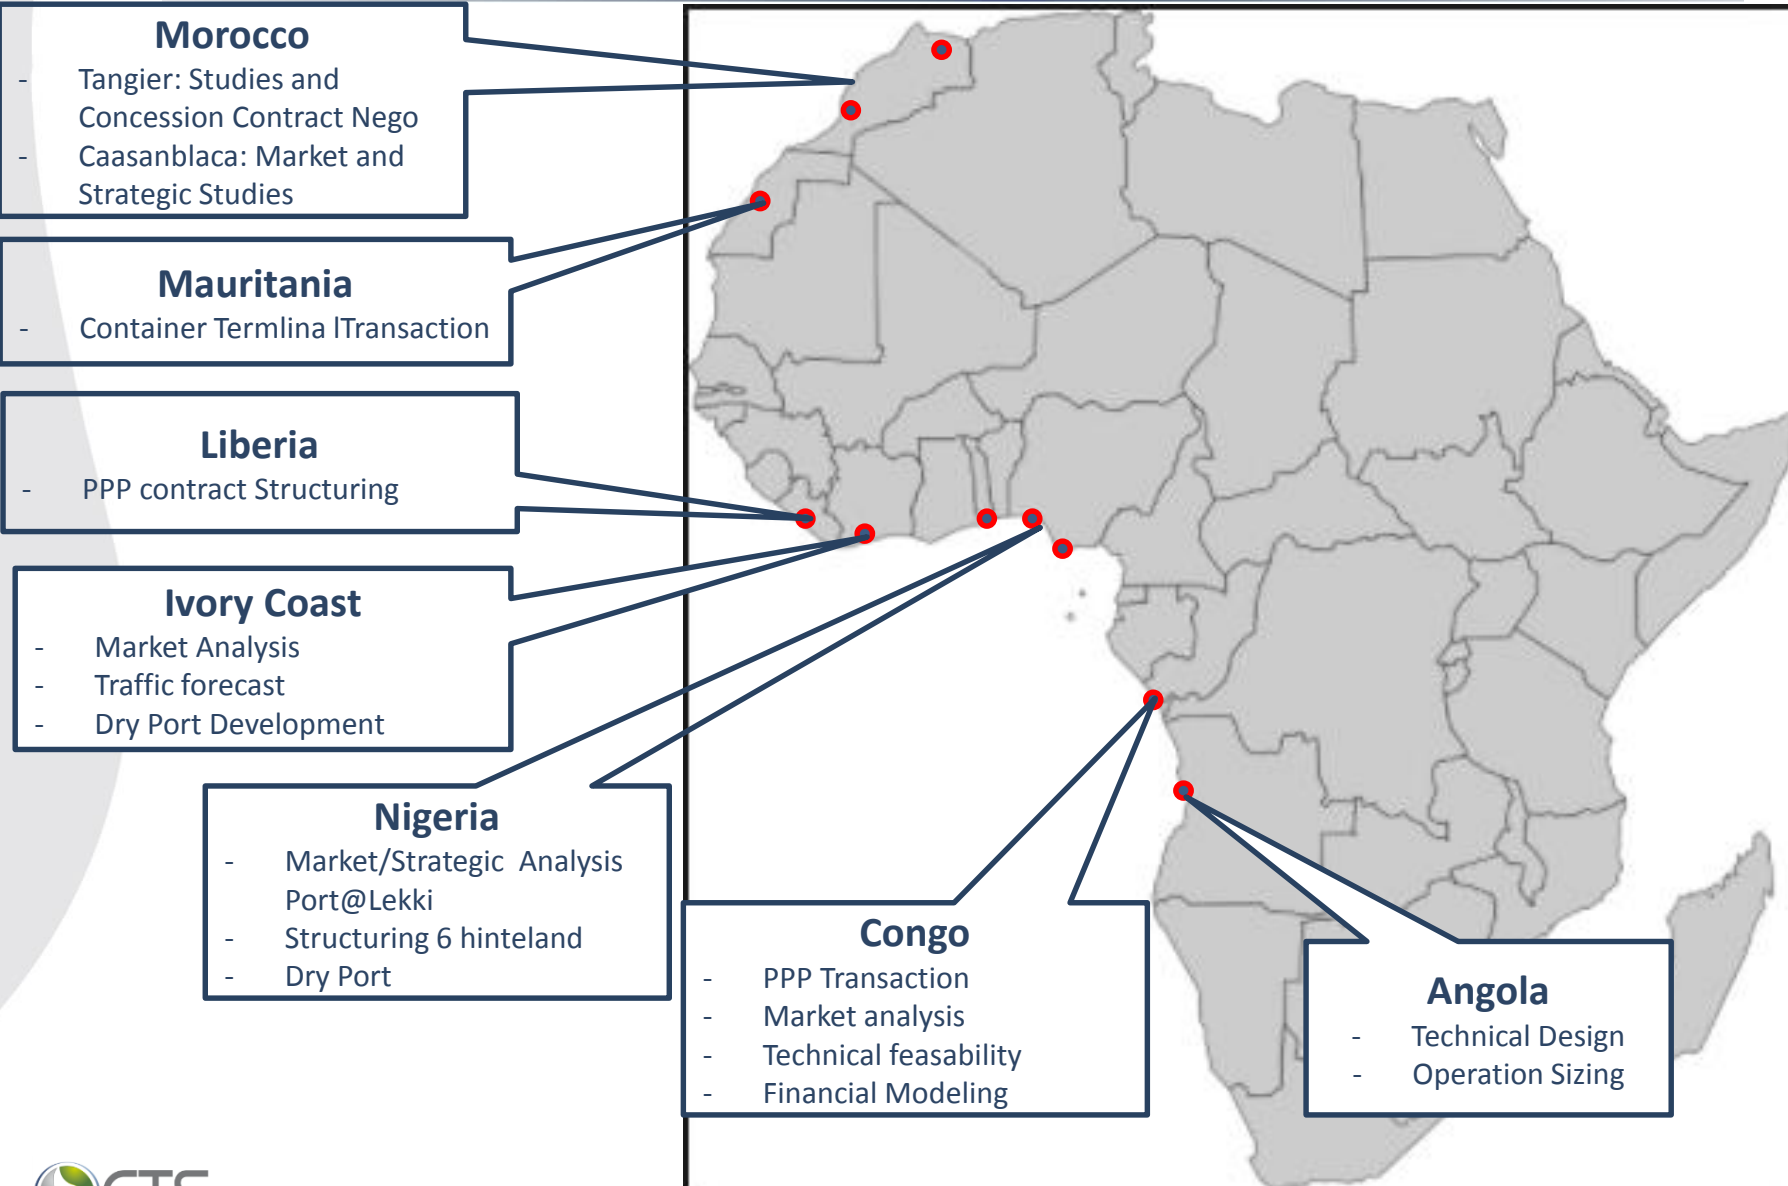 Morocco
- Tangier: Studies and
Concession Contract Nego
- Caasanblaca: Market and
Strategic Studies
Mauritania
- Container Termlina lTransaction
Liberia
- PPP contract Structuring
Ivory Coast
- Market Analysis
- Traffic forecast
- Dry Port Development
Nigeria
- Market/Strategic Analysis
Port@Lekki
- Structuring 6 hinteland
- Dry Port
Congo
- PPP Transaction
- Market analysis
- Technical feasability
- Financial Modeling
Angola
- Technical Design
- Operation Sizing